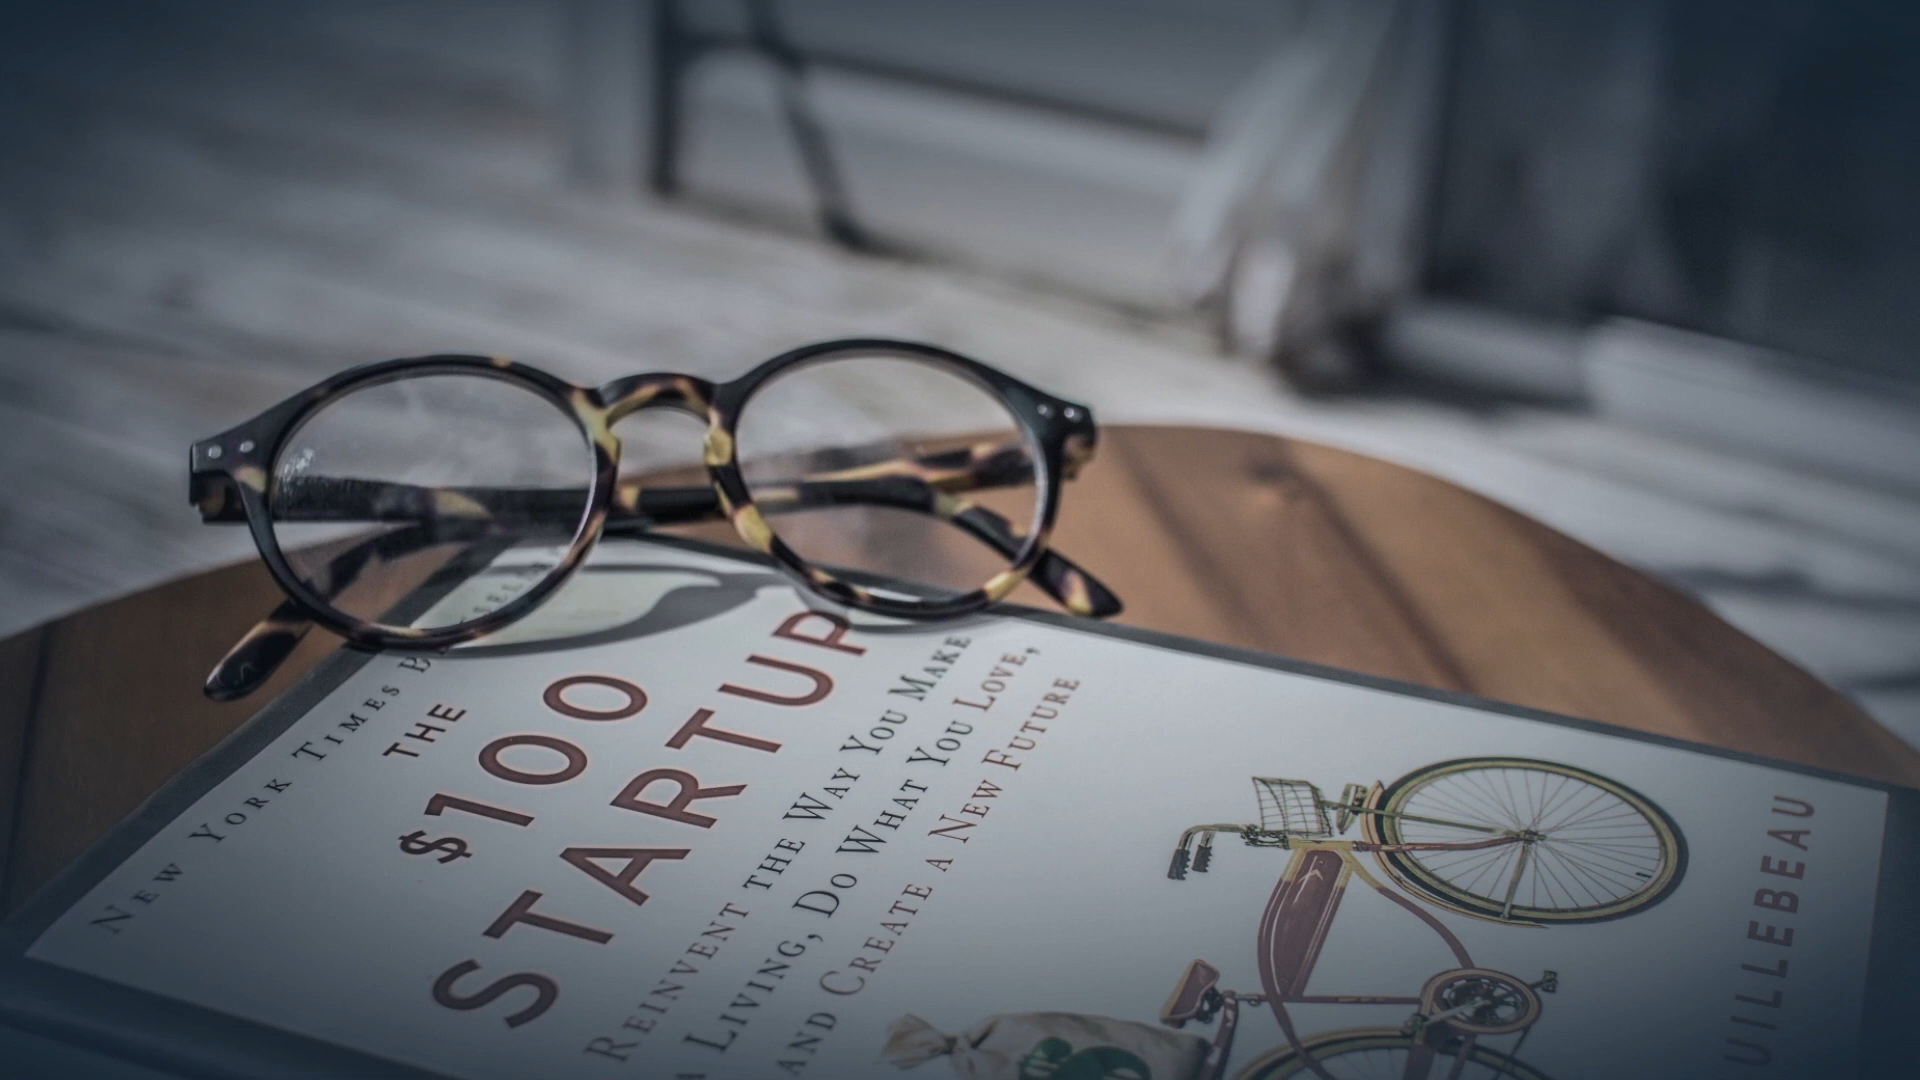 New York Times B
THE
$100
STARTUP
Reinvent the Way You Make
a Living, Do What You Love,
and Create a New Future
UILLEBEAU